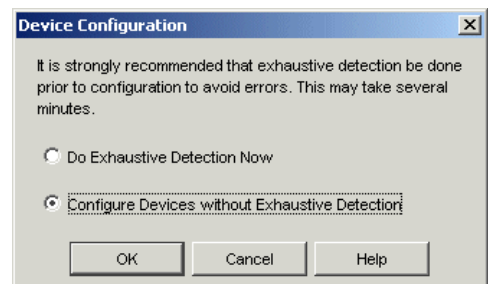 Device Configuration
It is strongly recommended that exhaustive detection be done
prior to configuration to avoid errors. This may take several
minutes.
Do Exhaustive Detection Now
Configure Devices without Exhaustive Detection
OK Cancel Help